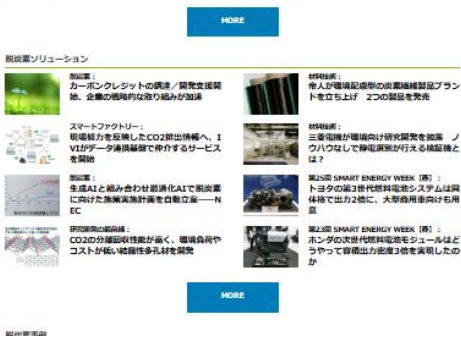 MORE
脱炭素ソリューション
脱炭素：
カーボンクレジットの調達／開発支援開
始、企業の戦略的な取り組みが加速
スマートファクトリー：
現場努力を反映したCO2排出情報へ、I
VIがデータ連携基盤で仲介するサービス
を開始
脱炭素：
生成AIと組み合わせ最適化AIで脱炭素
に向けた施策実施計画を自動立案――N
EC
研究開発の最前線：
CO2の分離回収性能が高く、環境負荷や
コストが低い結晶性多孔材を開発
材料技術：
帝人が環境配慮型の炭素繊維製品ブラン
ドを立ち上げ　2つの製品を発売
材料技術：
三菱電機が環境向け研究開発を披露　ノ
ウハウなしで静電選別が行える検証機と
は？
第25回 SMART ENERGY WEEK【春】：
トヨタの第3世代燃料電池システムは同
体格で出力2倍に、大型商用車向けも用
意
第23回 SMART ENERGY WEEK【春】：
ホンダの次世代燃料電池モジュールはど
うやって容積出力密度3倍を実現したの
か
MORE
脱炭素事例